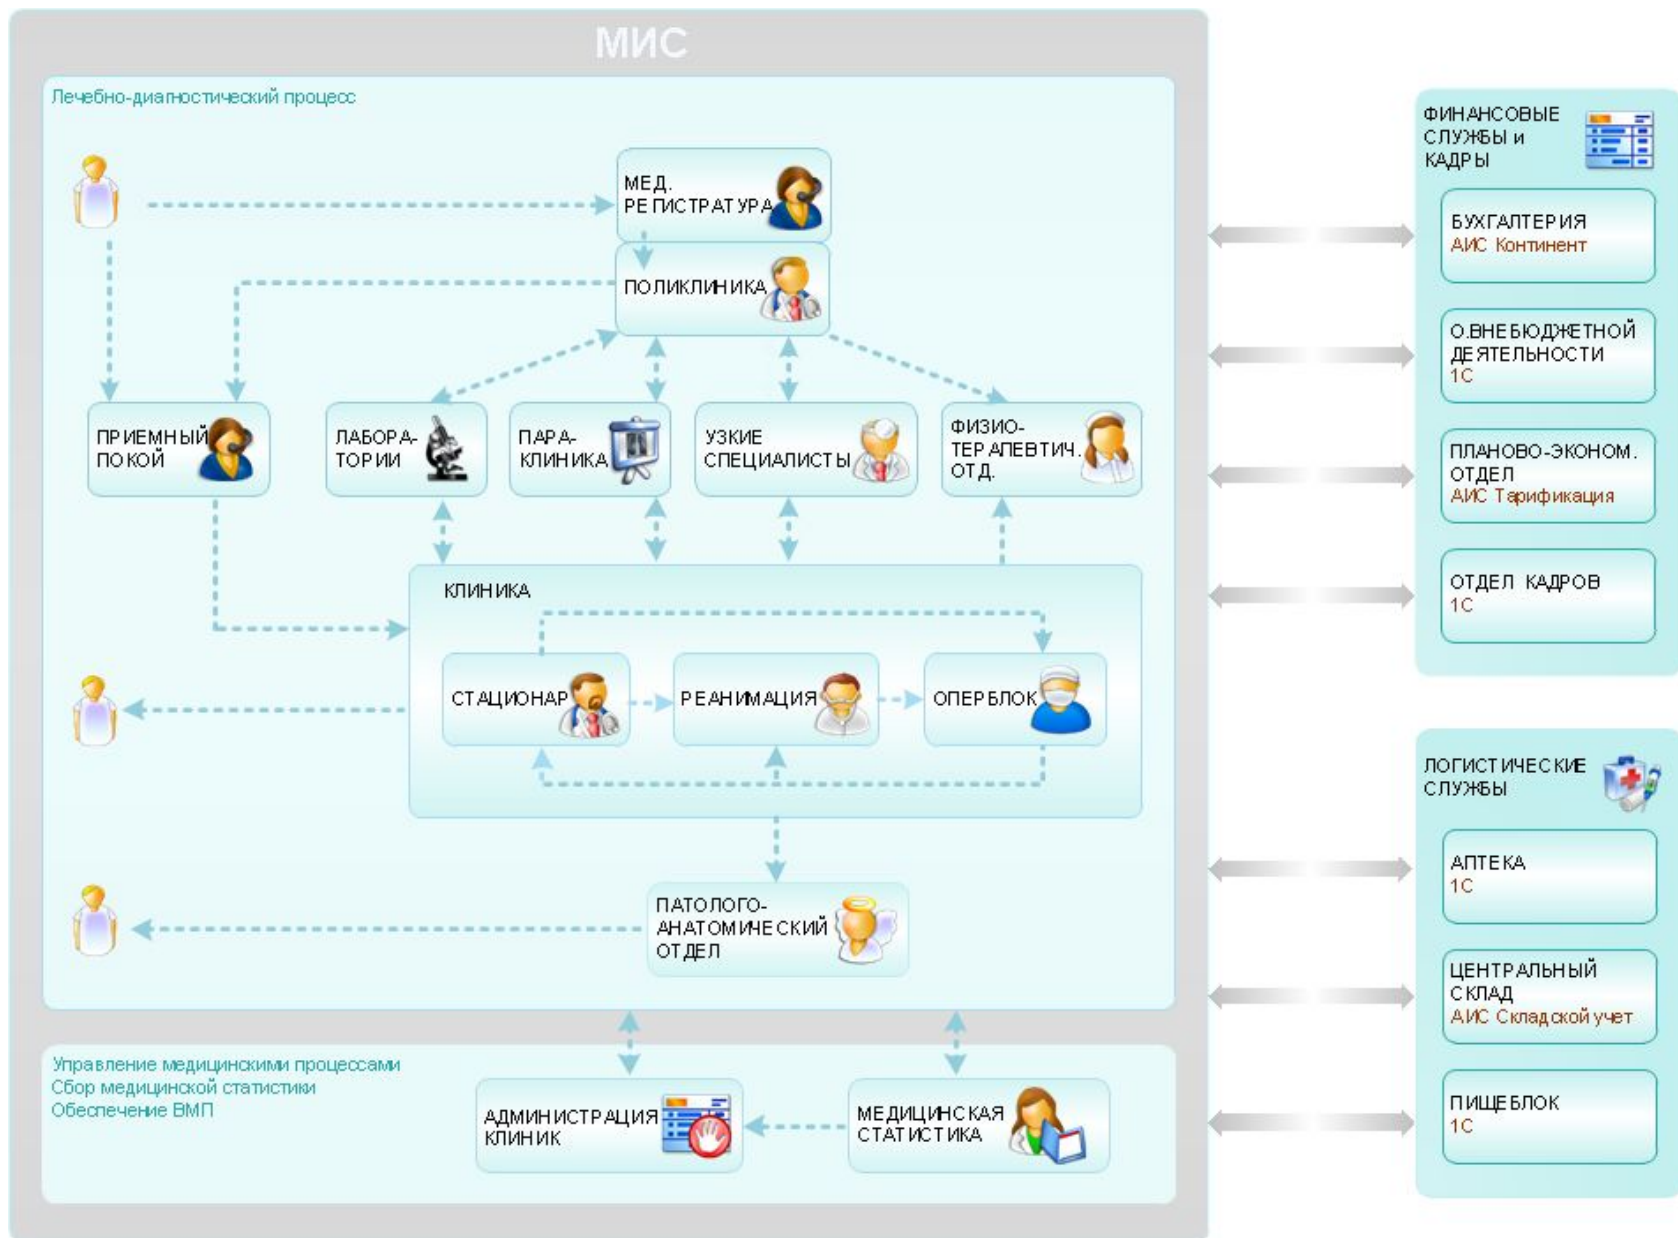 МИС
Лечебно-диагностический процесс
МЕД.
РЕГИСТРАТУРА
ПОЛИКЛИНИКА
ПРИЕМНЫЙ
ПОКОЙ
ЛАБОРА-
ТОРИИ
ПАРА-
КЛИНИКА
УЗКИЕ
СПЕЦИАЛИСТЫ
ФИЗИО-
ТЕРАПЕВТИЧ.
ОТД.
КЛИНИКА
СТАЦИОНАР
РЕАНИМАЦИЯ
ОПЕРБЛОК
ПАТОЛОГО-
АНАТОМИЧЕСКИЙ
ОТДЕЛ
Управление медицинскими процессами
Сбор медицинской статистики
Обеспечение ВМП
АДМИНИСТРАЦИЯ
КЛИНИК
МЕДИЦИНСКАЯ
СТАТИСТИКА
ФИНАНСОВЫЕ
СЛУЖБЫ и
КАДРЫ
БУХГАЛТЕРИЯ
АИС Континент
О.ВНЕБЮДЖЕТНОЙ
ДЕЯТЕЛЬНОСТИ
1С
ПЛАНОВО-ЭКОНОМ.
ОТДЕЛ
АИС Тарификация
ОТДЕЛ КАДРОВ
1С
ЛОГИСТИЧЕСКИЕ
СЛУЖБЫ
АПТЕКА
1С
ЦЕНТРАЛЬНЫЙ
СКЛАД
АИС Складской учет
ПИЩЕБЛОК
1С